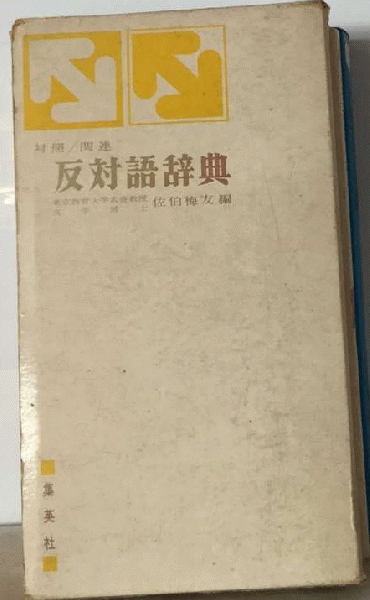 対照/関連
反対語辞典
東京教育大学名誉教授
文学博士
佐伯梅友編
集英社